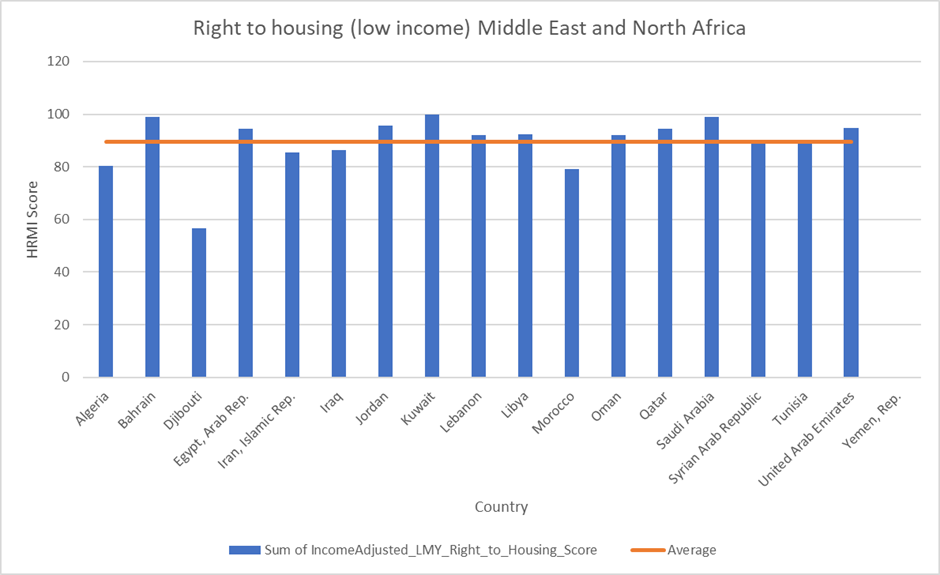 Right to housing (low income) Middle East and North Africa
120
100
80
60
40
20
0
HRMI Score
Algeria
Bahrain
Djibouti
Egypt, Arab Rep.
Iran, Islamic Rep.
Iraq
Jordan
Kuwait
Lebanon
Libya
Morocco
Oman
Qatar
Saudi Arabia
Syrian Arab Republic
Tunisia
United Arab Emirates
Yemen, Rep.
Country
Sum of IncomeAdjusted_LMY_Right_to_Housing_Score
Average